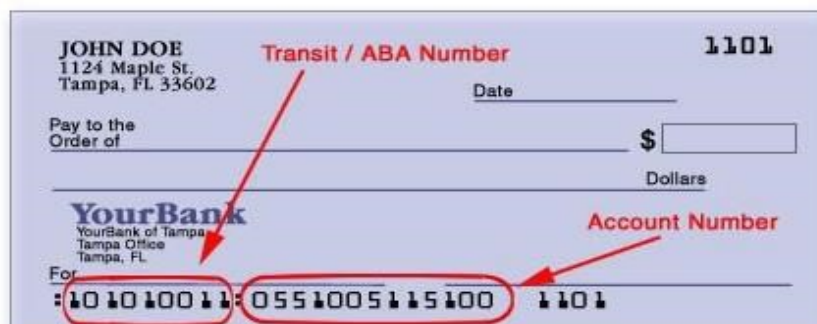 JOHN DOE
1124 Maple St.
Tampa, FL 33602
Transit / ABA Number
1101
Date
Pay to the
Order of
$
Dollars
YourBank
YourBank of Tampa
Tampa Office
Tampa, FL
Account Number
For
:101010011: 0551005115100 1101